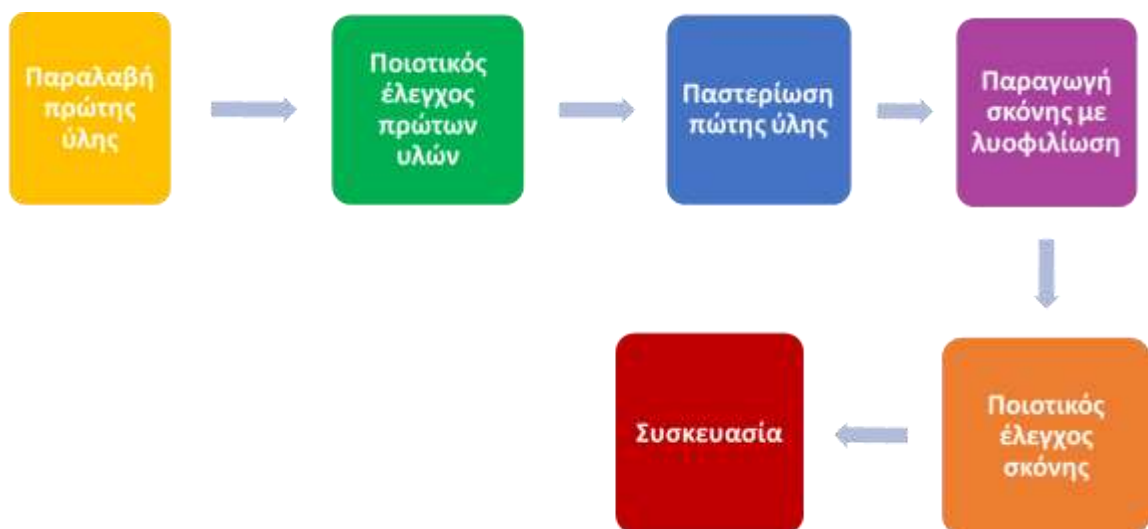 Παραλαβή
πρώτης
ύλης
Ποιοτικός
έλεγχος
πρώτων
υλών
Παστερίωση
πώτης ύλης
Παραγωγή
σκόνης με
λυοφιλίωση
Ποιοτικός
έλεγχος
σκόνης
Συσκευασία